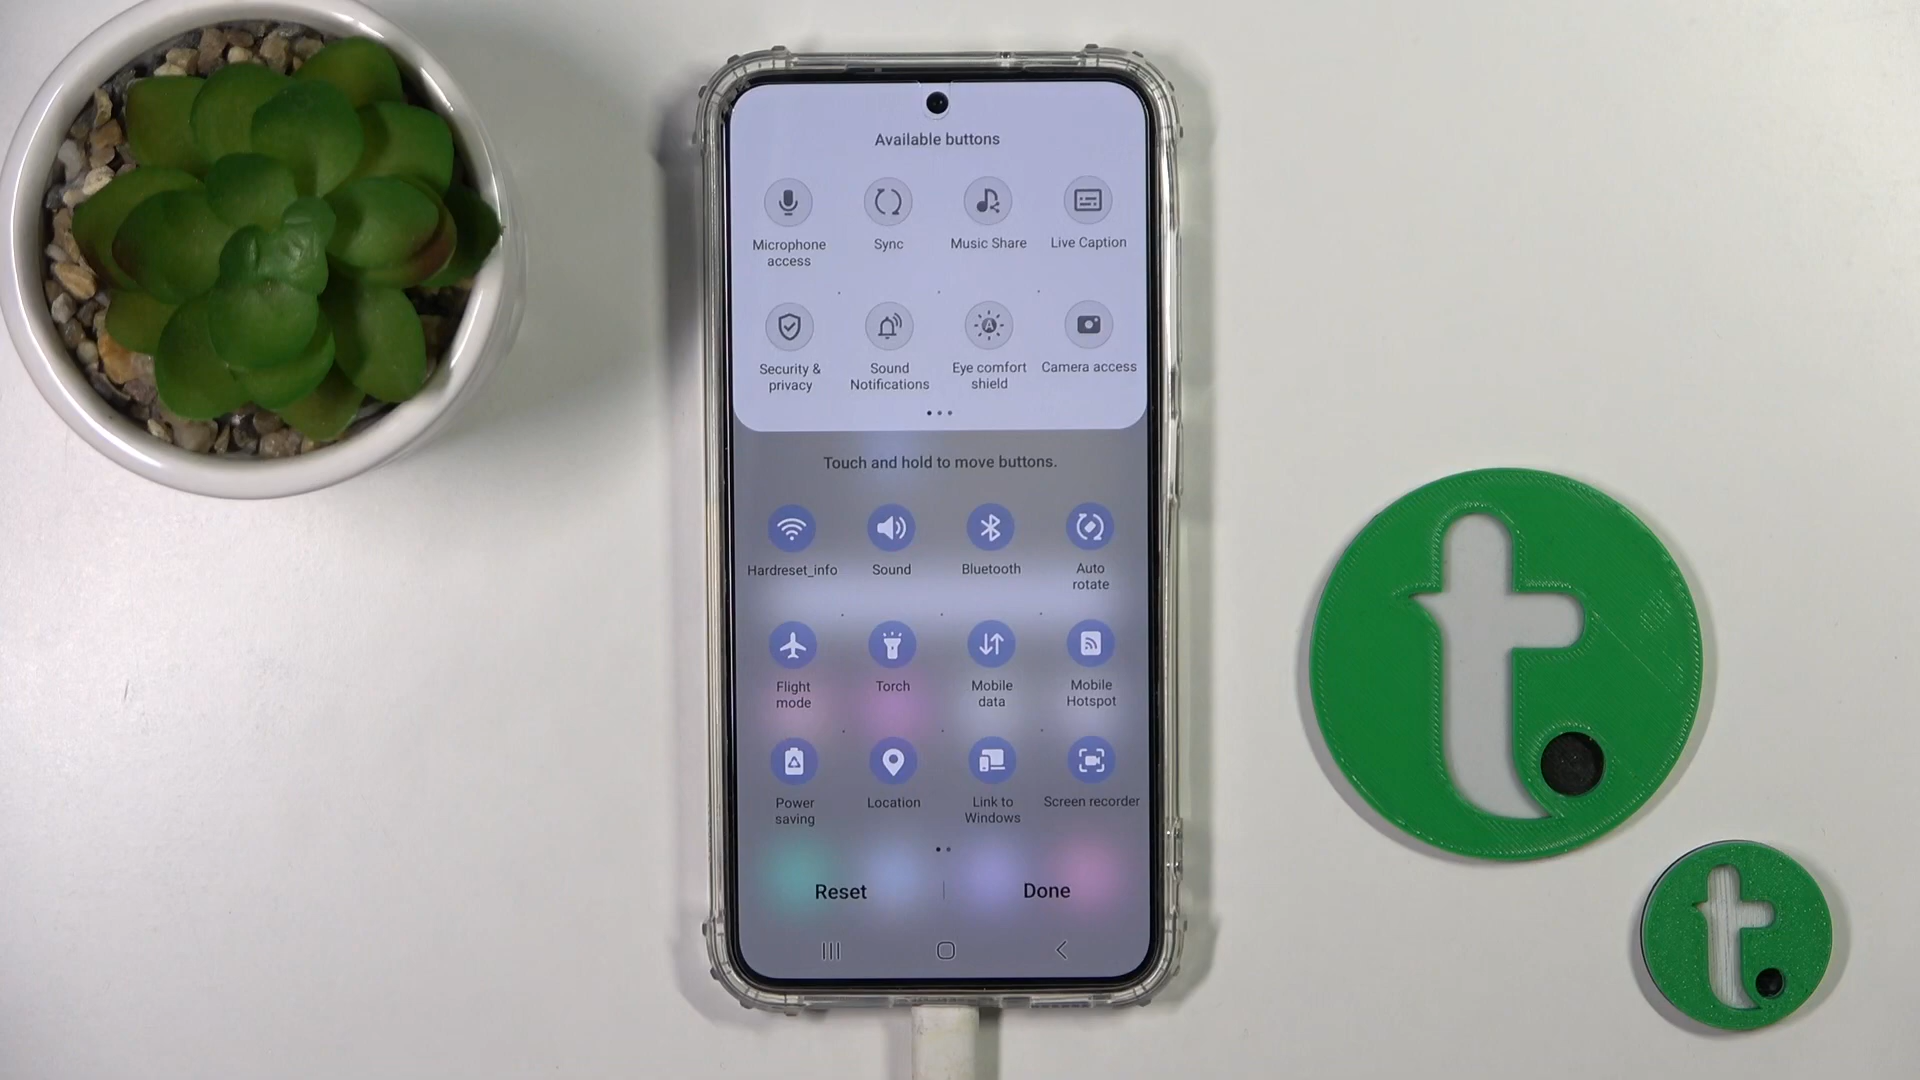 Available buttons
Microphone access
Sync
Music Share
Live Caption
Security & privacy
Sound Notifications
Eye comfort shield
Camera access
Touch and hold to move buttons.
Hardreset_info
Sound
Bluetooth
Auto rotate
Flight mode
Torch
Mobile data
Mobile Hotspot
Power saving
Location
Link to Windows
Screen recorder
Reset
Done
t.
t.